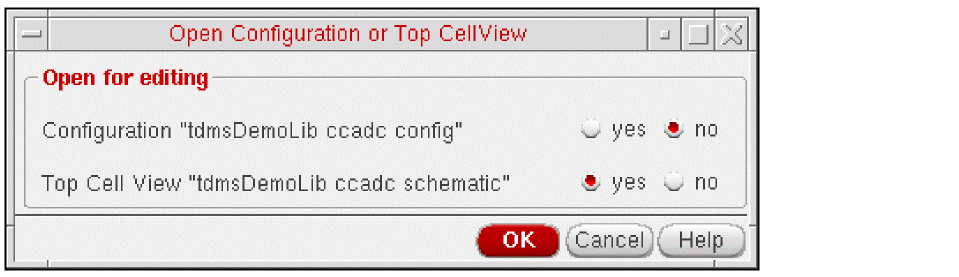 Open Configuration or Top CellView
Open for editing
Configuration "tdmsDemoLib ccadc config" yes no
Top Cell View "tdmsDemoLib ccadc schematic" yes no
OK Cancel Help